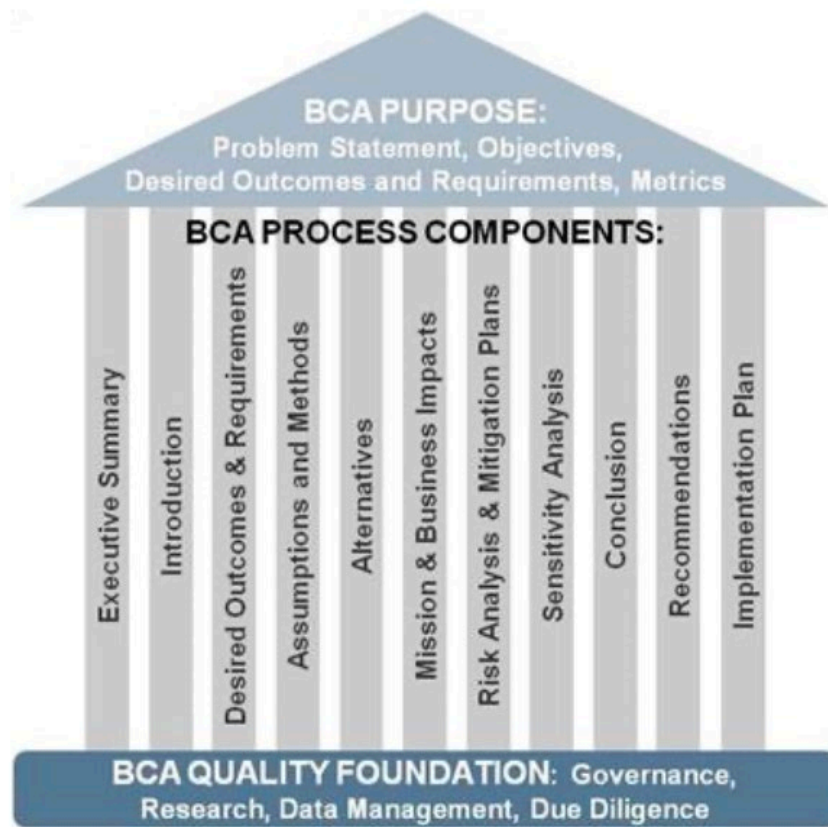 BCA PURPOSE:
Problem Statement, Objectives,
Desired Outcomes and Requirements, Metrics
BCA PROCESS COMPONENTS:
Executive Summary
Introduction
Desired Outcomes & Requirements
Assumptions and Methods
Alternatives
Mission & Business Impacts
Risk Analysis & Mitigation Plans
Sensitivity Analysis
Conclusion
Recommendations
Implementation Plan
BCA QUALITY FOUNDATION: Governance,
Research, Data Management, Due Diligence